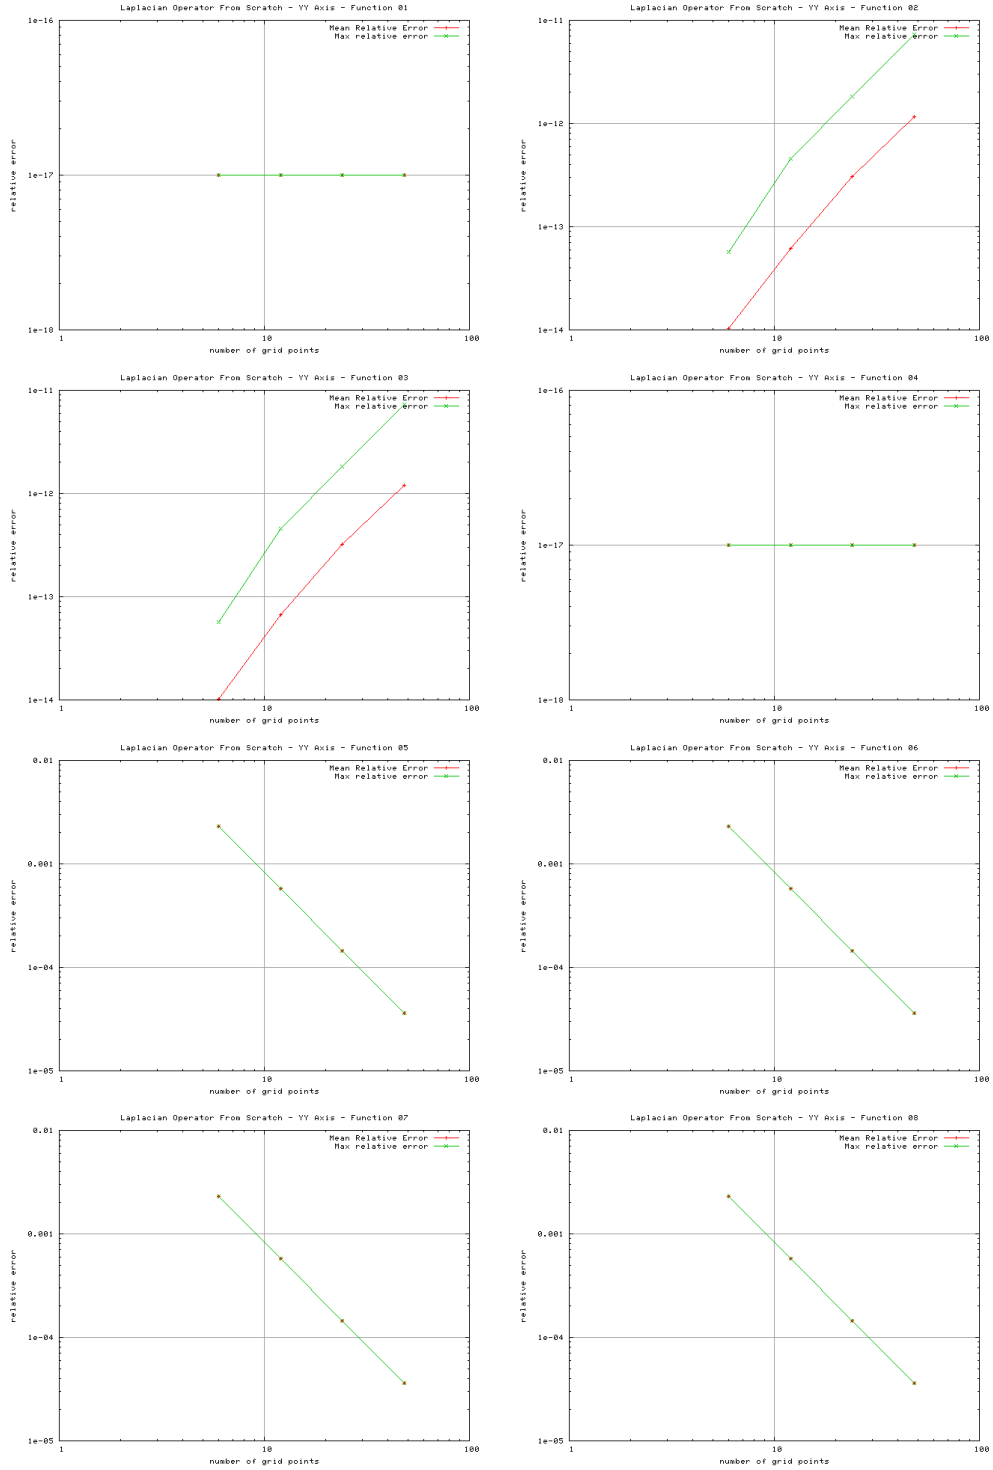 Laplacian Operator From Scratch - YY Axis - Function 01
1e-16
Mean Relative Error
Max relative error
relative error
1e-17
1e-18
1
10
100
number of grid points
Laplacian Operator From Scratch - YY Axis - Function 02
1e-11
Mean Relative Error
Max relative error
1e-12
relative error
1e-13
1e-14
1
10
100
number of grid points
Laplacian Operator From Scratch - YY Axis - Function 03
1e-11
Mean Relative Error
Max relative error
1e-12
relative error
1e-13
1e-14
1
10
100
number of grid points
Laplacian Operator From Scratch - YY Axis - Function 04
1e-16
Mean Relative Error
Max relative error
relative error
1e-17
1e-18
1
10
100
number of grid points
Laplacian Operator From Scratch - YY Axis - Function 05
0.01
Mean Relative Error
Max relative error
0.001
relative error
1e-04
1e-05
1
10
100
number of grid points
Laplacian Operator From Scratch - YY Axis - Function 06
0.01
Mean Relative Error
Max relative error
0.001
relative error
1e-04
1e-05
1
10
100
number of grid points
Laplacian Operator From Scratch - YY Axis - Function 07
0.01
Mean Relative Error
Max relative error
0.001
relative error
1e-04
1e-05
1
10
100
number of grid points
Laplacian Operator From Scratch - YY Axis - Function 08
0.01
Mean Relative Error
Max relative error
0.001
relative error
1e-04
1e-05
1
10
100
number of grid points